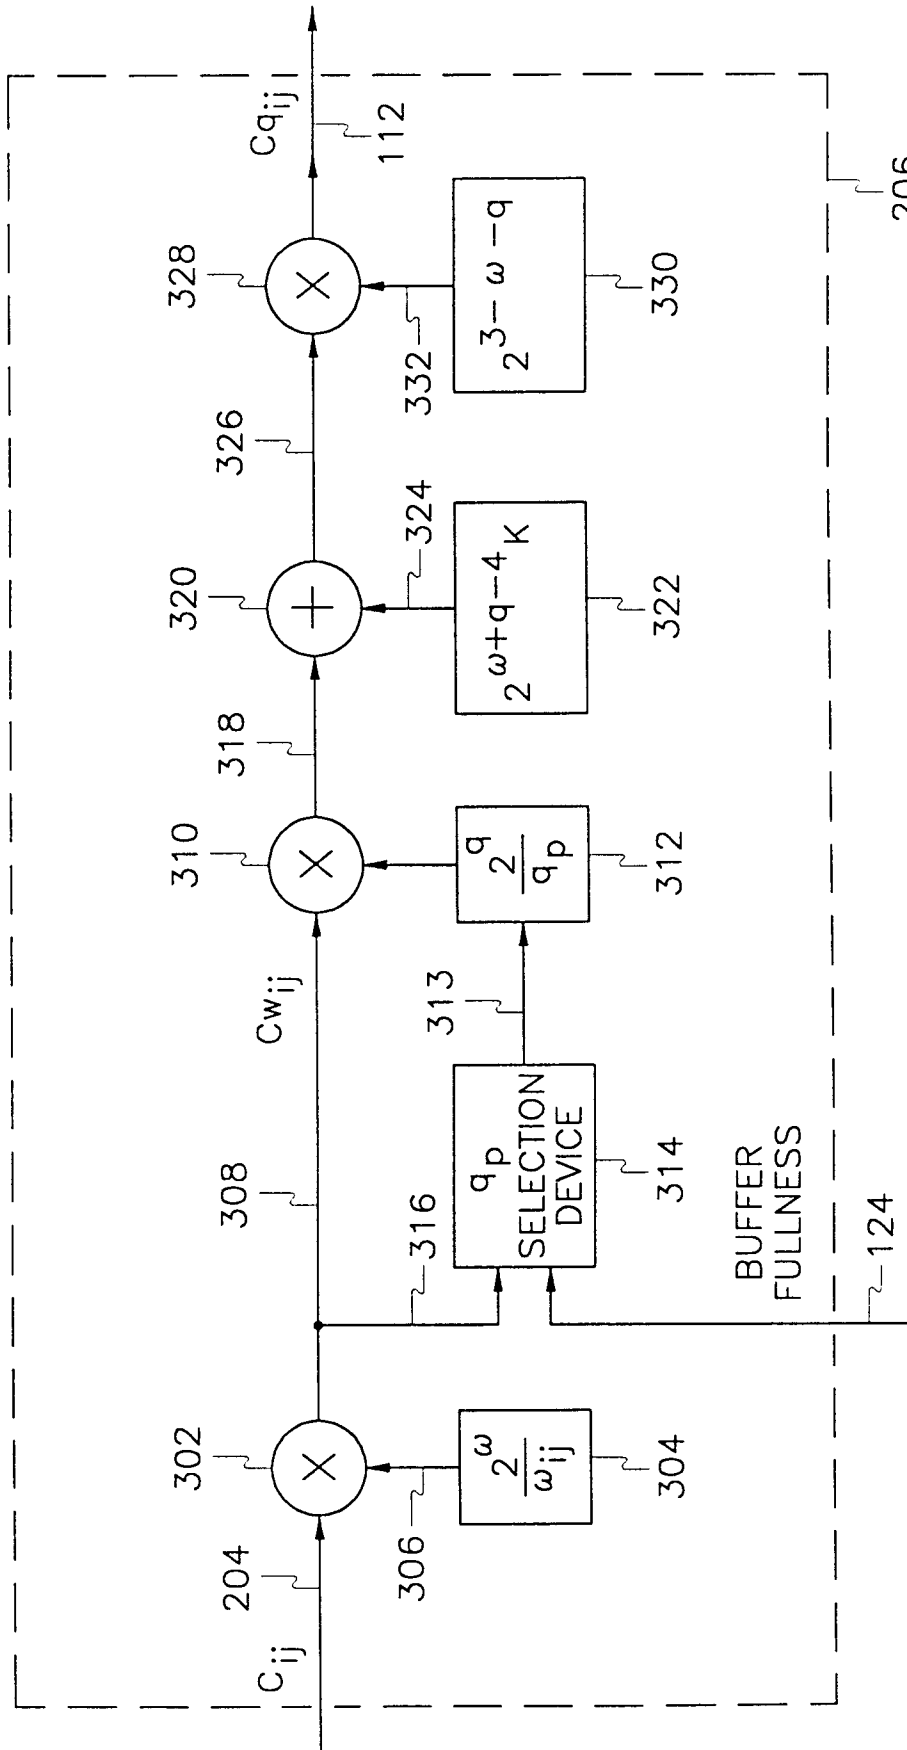 C_ij
204
302
306
2^ω / ω_ij
304
308
316
Cw_ij
q_p
SELECTION
DEVICE
314
BUFFER
FULLNESS
124
313
310
2^q / q_p
312
318
320
324
2^ω+q-4 K
322
326
328
332
2^3-ω-q
330
Cq_ij
112
206